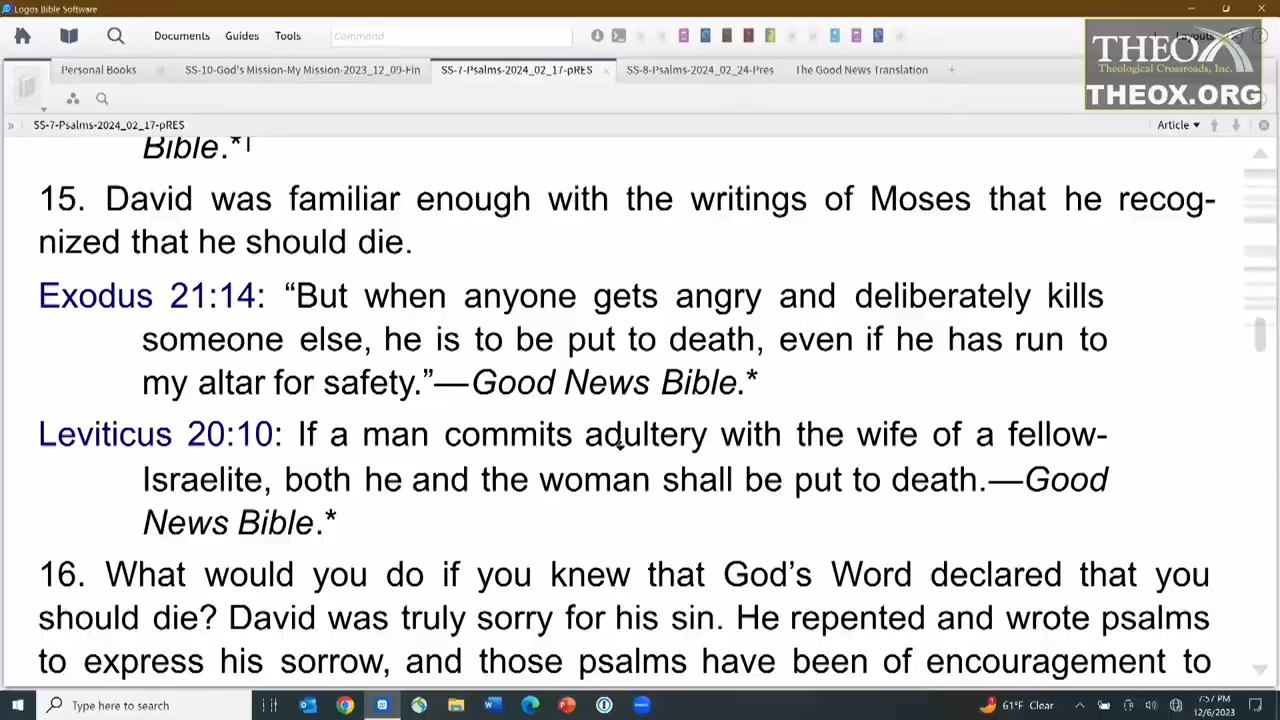 Logos Bible Software
Documents Guides Tools Command Layouts
THEOX
Theological Crossroads, Inc.
THEOX.ORG
Personal Books SS-10-God's Mission-My Mission-2023_12_09-Fin SS-7-Psalms-2024_02_17-pRES SS-8-Psalms-2024_02_24-Pres The Good News Translation
SS-7-Psalms-2024_02_17-pRES Article
Bible.*
15. David was familiar enough with the writings of Moses that he recog-
nized that he should die.
Exodus 21:14: “But when anyone gets angry and deliberately kills
someone else, he is to be put to death, even if he has run to
my altar for safety.”—Good News Bible.*
Leviticus 20:10: If a man commits adultery with the wife of a fellow-
Israelite, both he and the woman shall be put to death.—Good
News Bible.*
16. What would you do if you knew that God’s Word declared that you
should die? David was truly sorry for his sin. He repented and wrote psalms
to express his sorrow, and those psalms have been of encouragement to
Type here to search
61°F Clear
7:57 PM
12/6/2023